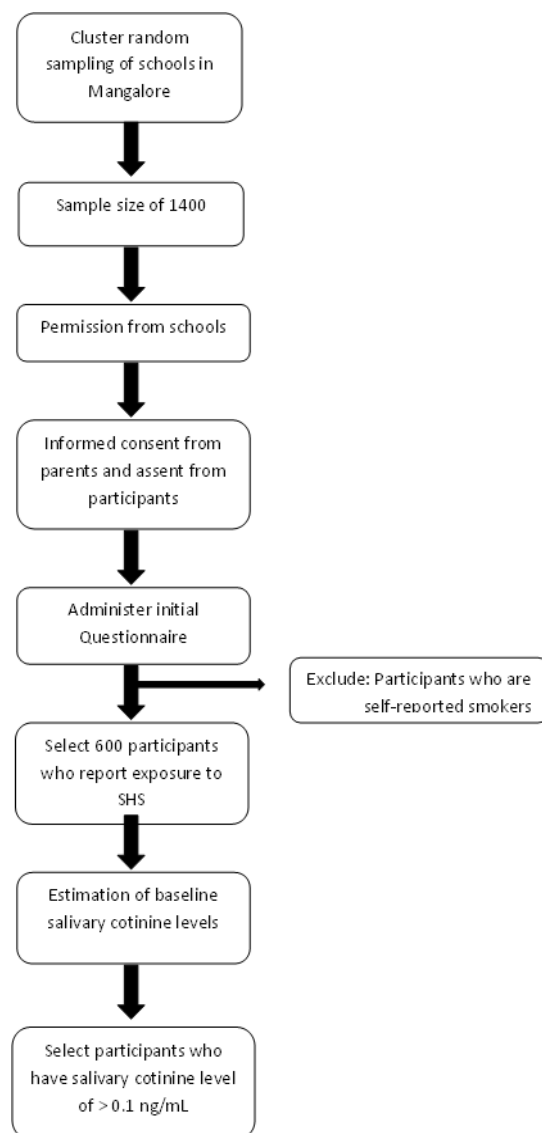 Cluster random
sampling of schools in
Mangalore
Sample size of 1400
Permission from schools
Informed consent from
parents and assent from
participants
Administer initial
Questionnaire
Exclude: Participants who are
self-reported smokers
Select 600 participants
who report exposure to
SHS
Estimation of baseline
salivary cotinine levels
Select participants who
have salivary cotinine level
of >0.1 ng/mL